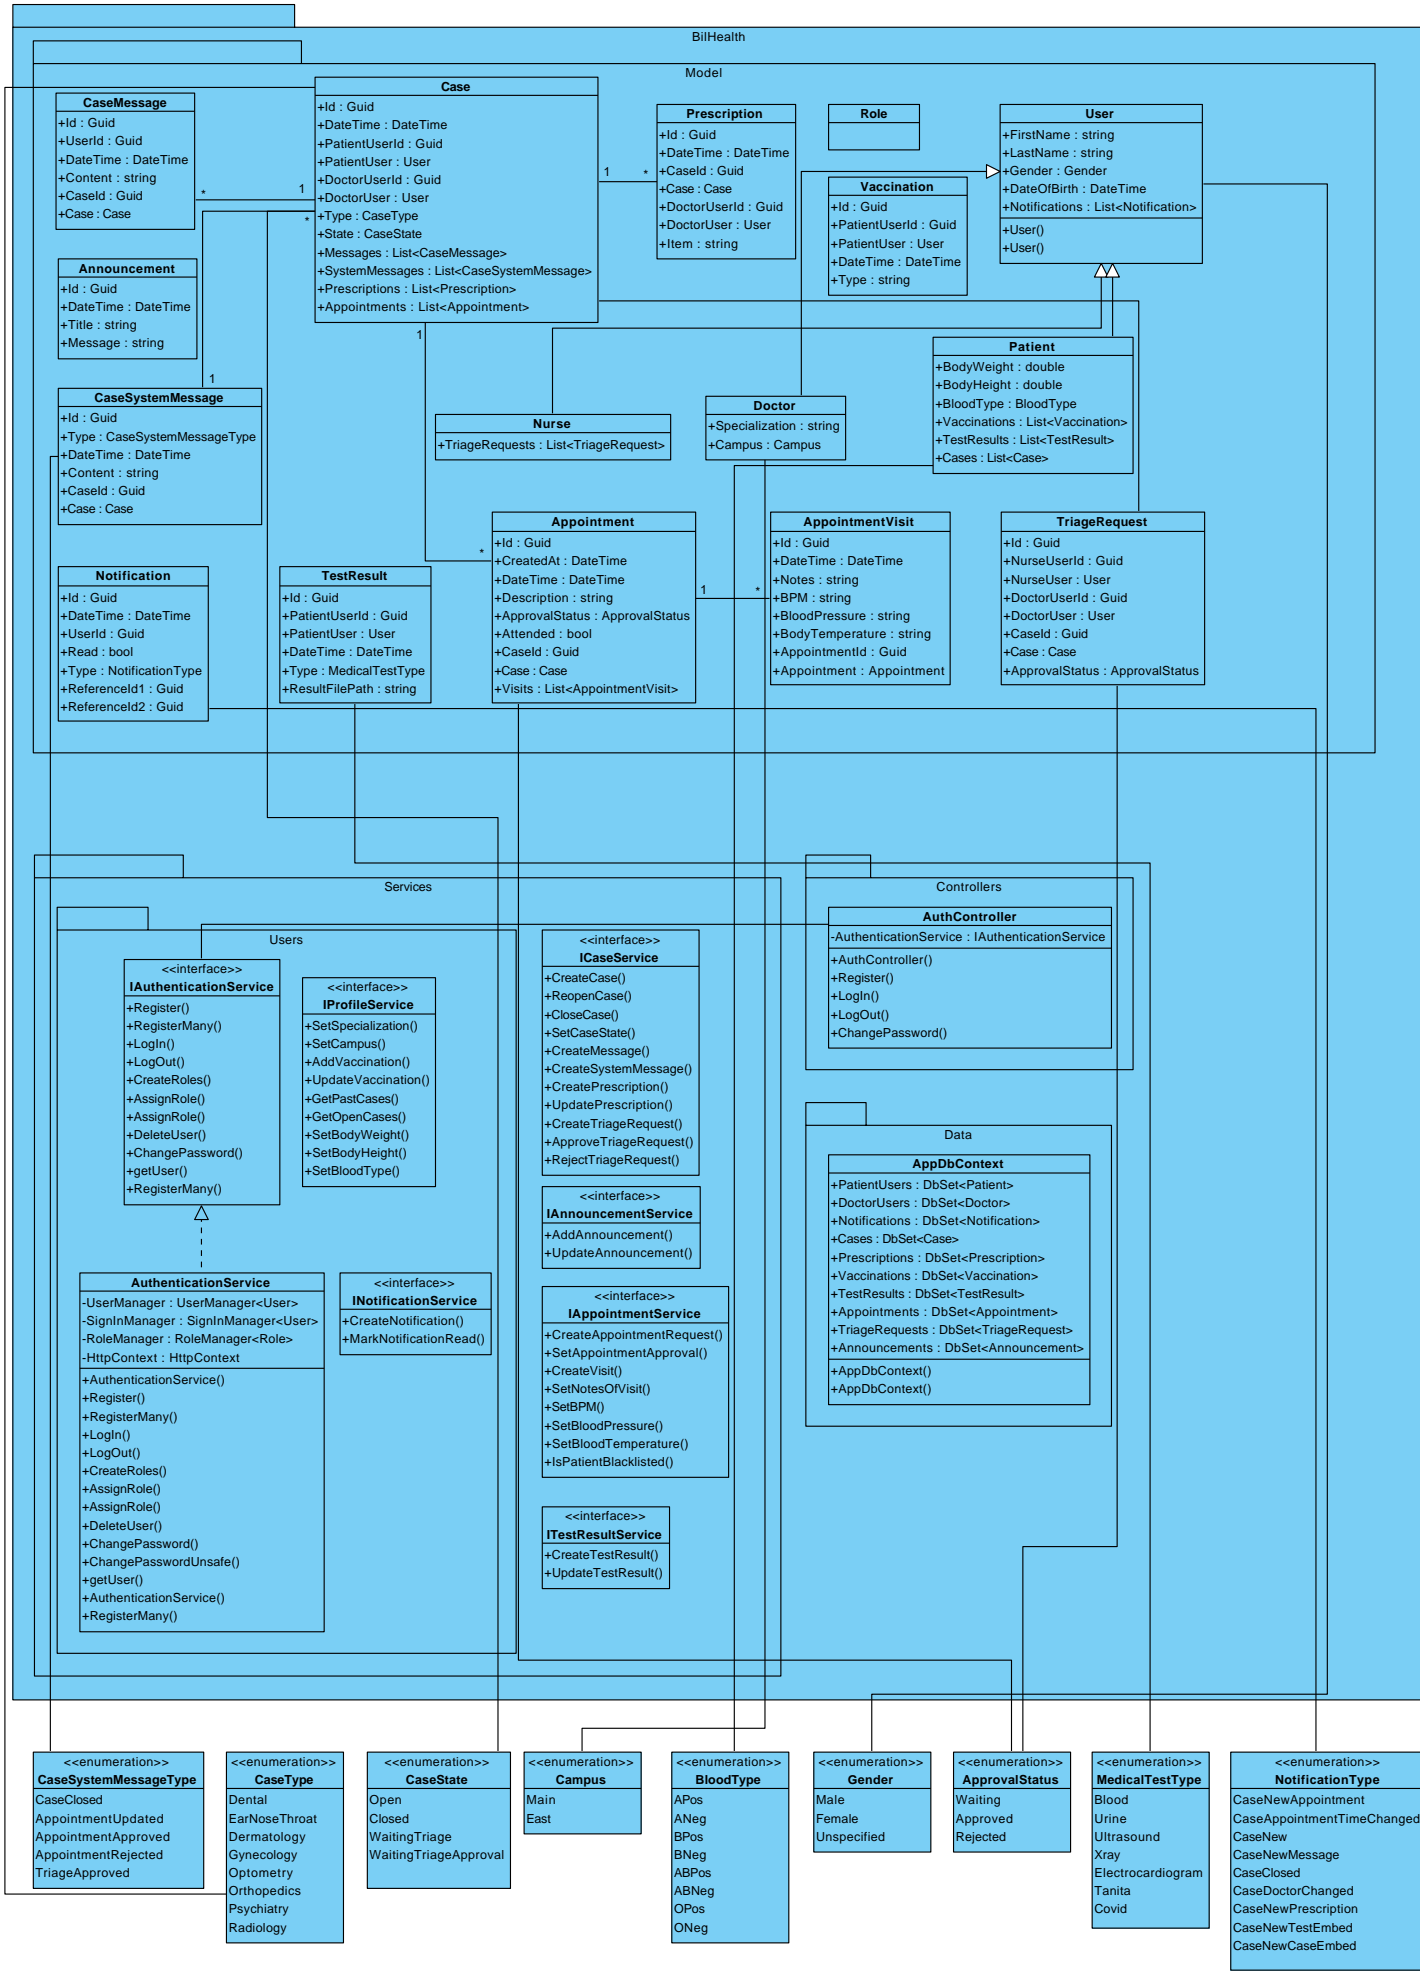 BilHealth
Model
CaseMessage
+Id : Guid
+UserId : Guid
+DateTime : DateTime
+Content : string
+CaseId : Guid
+Case : Case
*
1
Case
+Id : Guid
+DateTime : DateTime
+PatientUserId : Guid
+PatientUser : User
+DoctorUserId : Guid
+DoctorUser : User
+Type : CaseType
+State : CaseState
+Messages : List<CaseMessage>
+SystemMessages : List<CaseSystemMessage>
+Prescriptions : List<Prescription>
+Appointments : List<Appointment>
*
1
1
*
Prescription
+Id : Guid
+DateTime : DateTime
+CaseId : Guid
+Case : Case
+DoctorUserId : Guid
+DoctorUser : User
+Item : string
Role
Vaccination
+Id : Guid
+PatientUserId : Guid
+PatientUser : User
+DateTime : DateTime
+Type : string
User
+FirstName : string
+LastName : string
+Gender : Gender
+DateOfBirth : DateTime
+Notifications : List<Notification>
+User()
+User()
Announcement
+Id : Guid
+DateTime : DateTime
+Title : string
+Message : string
1
CaseSystemMessage
+Id : Guid
+Type : CaseSystemMessageType
+DateTime : DateTime
+Content : string
+CaseId : Guid
+Case : Case
Nurse
+TriageRequests : List<TriageRequest>
Doctor
+Specialization : string
+Campus : Campus
Patient
+BodyWeight : double
+BodyHeight : double
+BloodType : BloodType
+Vaccinations : List<Vaccination>
+TestResults : List<TestResult>
+Cases : List<Case>
Notification
+Id : Guid
+DateTime : DateTime
+UserId : Guid
+Read : bool
+Type : NotificationType
+ReferenceId1 : Guid
+ReferenceId2 : Guid
TestResult
+Id : Guid
+PatientUserId : Guid
+PatientUser : User
+DateTime : DateTime
+Type : MedicalTestType
+ResultFilePath : string
*
Appointment
+Id : Guid
+CreatedAt : DateTime
+DateTime : DateTime
+Description : string
+ApprovalStatus : ApprovalStatus
+Attended : bool
+CaseId : Guid
+Case : Case
+Visits : List<AppointmentVisit>
1
*
AppointmentVisit
+Id : Guid
+DateTime : DateTime
+Notes : string
+BPM : string
+BloodPressure : string
+BodyTemperature : string
+AppointmentId : Guid
+Appointment : Appointment
TriageRequest
+Id : Guid
+NurseUserId : Guid
+NurseUser : User
+DoctorUserId : Guid
+DoctorUser : User
+CaseId : Guid
+Case : Case
+ApprovalStatus : ApprovalStatus
Services
Users
<<interface>>
IAuthenticationService
+Register()
+RegisterMany()
+LogIn()
+LogOut()
+CreateRoles()
+AssignRole()
+AssignRole()
+DeleteUser()
+ChangePassword()
+getUser()
+RegisterMany()
<<interface>>
IProfileService
+SetSpecialization()
+SetCampus()
+AddVaccination()
+UpdateVaccination()
+GetPastCases()
+GetOpenCases()
+SetBodyWeight()
+SetBodyHeight()
+SetBloodType()
AuthenticationService
-UserManager : UserManager<User>
-SignInManager : SignInManager<User>
-RoleManager : RoleManager<Role>
-HttpContext : HttpContext
+AuthenticationService()
+Register()
+RegisterMany()
+LogIn()
+LogOut()
+CreateRoles()
+AssignRole()
+AssignRole()
+DeleteUser()
+ChangePassword()
+ChangePasswordUnsafe()
+getUser()
+AuthenticationService()
+RegisterMany()
<<interface>>
INotificationService
+CreateNotification()
+MarkNotificationRead()
<<interface>>
ICaseService
+CreateCase()
+ReopenCase()
+CloseCase()
+SetCaseState()
+CreateMessage()
+CreateSystemMessage()
+CreatePrescription()
+UpdatePrescription()
+CreateTriageRequest()
+ApproveTriageRequest()
+RejectTriageRequest()
<<interface>>
IAnnouncementService
+AddAnnouncement()
+UpdateAnnouncement()
<<interface>>
IAppointmentService
+CreateAppointmentRequest()
+SetAppointmentApproval()
+CreateVisit()
+SetNotesOfVisit()
+SetBPM()
+SetBloodPressure()
+SetBloodTemperature()
+IsPatientBlacklisted()
<<interface>>
ITestResultService
+CreateTestResult()
+UpdateTestResult()
Controllers
AuthController
-AuthenticationService : IAuthenticationService
+AuthController()
+Register()
+LogIn()
+LogOut()
+ChangePassword()
Data
AppDbContext
+PatientUsers : DbSet<Patient>
+DoctorUsers : DbSet<Doctor>
+Notifications : DbSet<Notification>
+Cases : DbSet<Case>
+Prescriptions : DbSet<Prescription>
+Vaccinations : DbSet<Vaccination>
+TestResults : DbSet<TestResult>
+Appointments : DbSet<Appointment>
+TriageRequests : DbSet<TriageRequest>
+Announcements : DbSet<Announcement>
+AppDbContext()
+AppDbContext()
<<enumeration>>
CaseSystemMessageType
CaseClosed
AppointmentUpdated
AppointmentApproved
AppointmentRejected
TriageApproved
<<enumeration>>
CaseType
Dental
EarNoseThroat
Dermatology
Gynecology
Optometry
Orthopedics
Psychiatry
Radiology
<<enumeration>>
CaseState
Open
Closed
WaitingTriage
WaitingTriageApproval
<<enumeration>>
Campus
Main
East
<<enumeration>>
BloodType
APos
ANeg
BPos
BNeg
ABPos
ABNeg
OPos
ONeg
<<enumeration>>
Gender
Male
Female
Unspecified
<<enumeration>>
ApprovalStatus
Waiting
Approved
Rejected
<<enumeration>>
MedicalTestType
Blood
Urine
Ultrasound
Xray
Electrocardiogram
Tanita
Covid
<<enumeration>>
NotificationType
CaseNewAppointment
CaseAppointmentTimeChanged
CaseNew
CaseNewMessage
CaseClosed
CaseDoctorChanged
CaseNewPrescription
CaseNewTestEmbed
CaseNewCaseEmbed